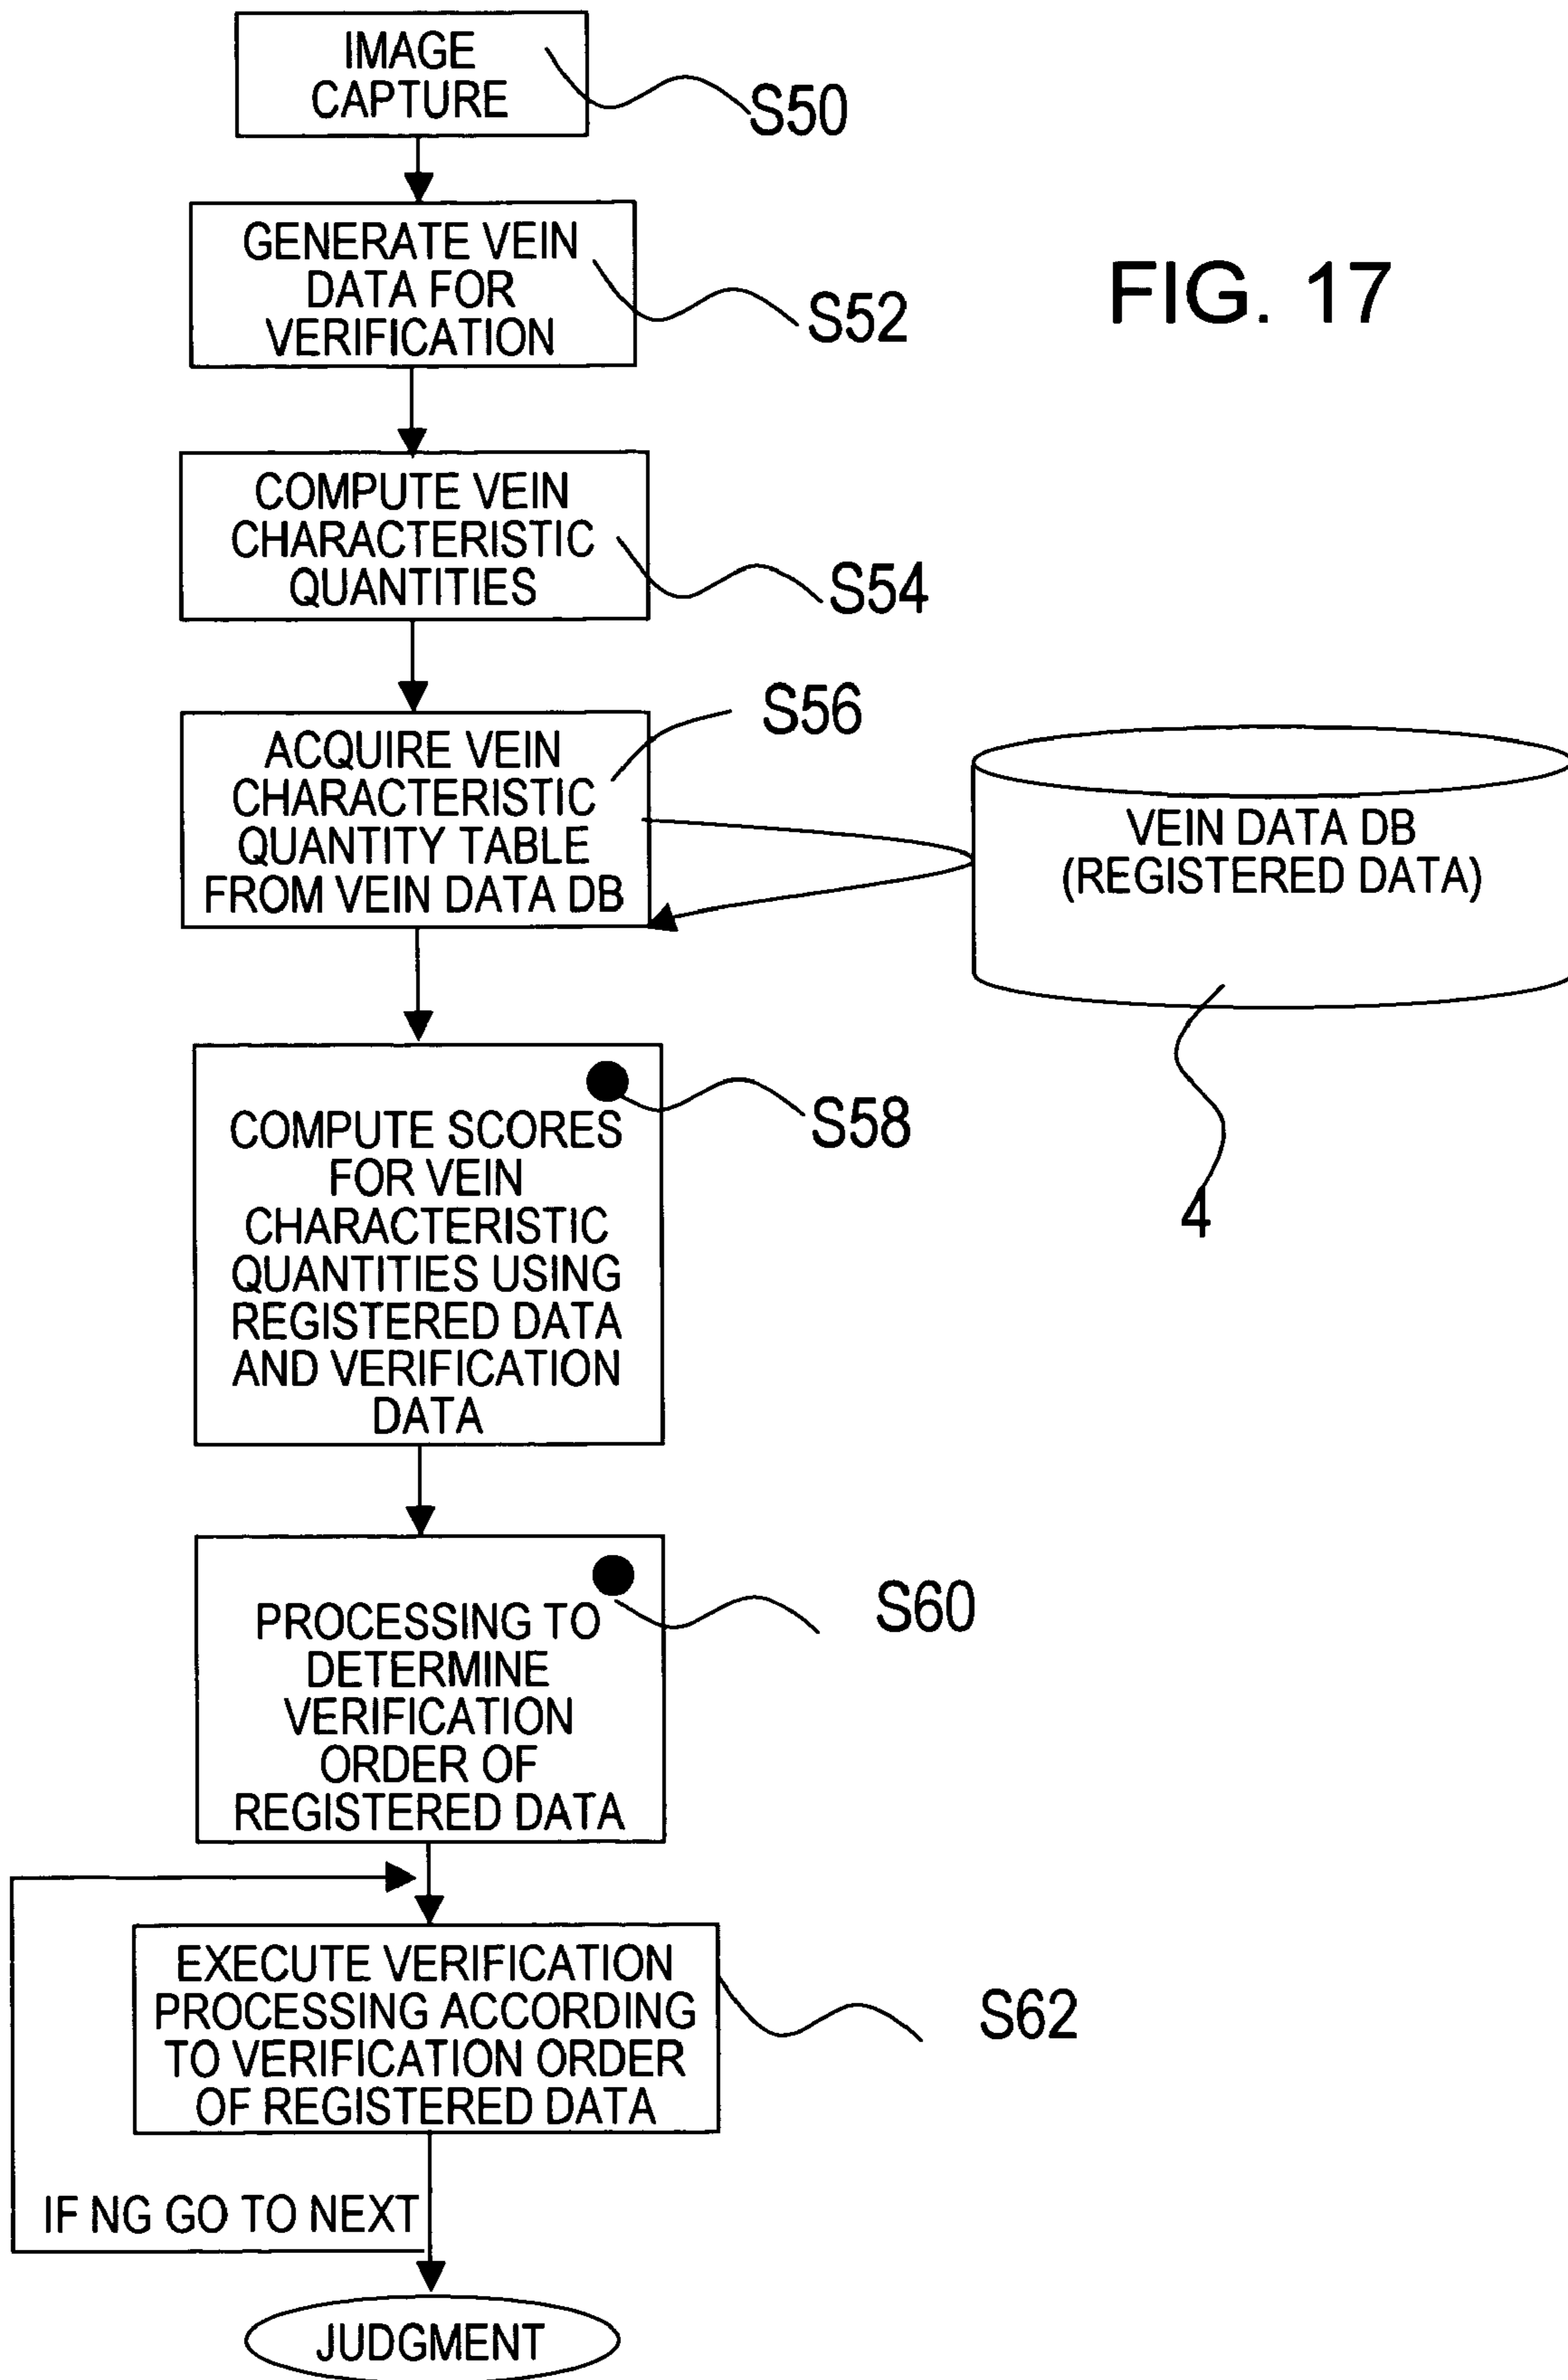 IMAGE
CAPTURE
S50
GENERATE VEIN
DATA FOR
VERIFICATION
S52
FIG. 17
COMPUTE VEIN
CHARACTERISTIC
QUANTITIES
S54
ACQUIRE VEIN
CHARACTERISTIC
QUANTITY TABLE
FROM VEIN DATA DB
S56
VEIN DATA DB
(REGISTERED DATA)
4
COMPUTE SCORES
FOR VEIN
CHARACTERISTIC
QUANTITIES USING
REGISTERED DATA
AND VERIFICATION
DATA
S58
PROCESSING TO
DETERMINE
VERIFICATION
ORDER OF
REGISTERED DATA
S60
EXECUTE VERIFICATION
PROCESSING ACCORDING
TO VERIFICATION ORDER
OF REGISTERED DATA
S62
IF NG GO TO NEXT
JUDGMENT